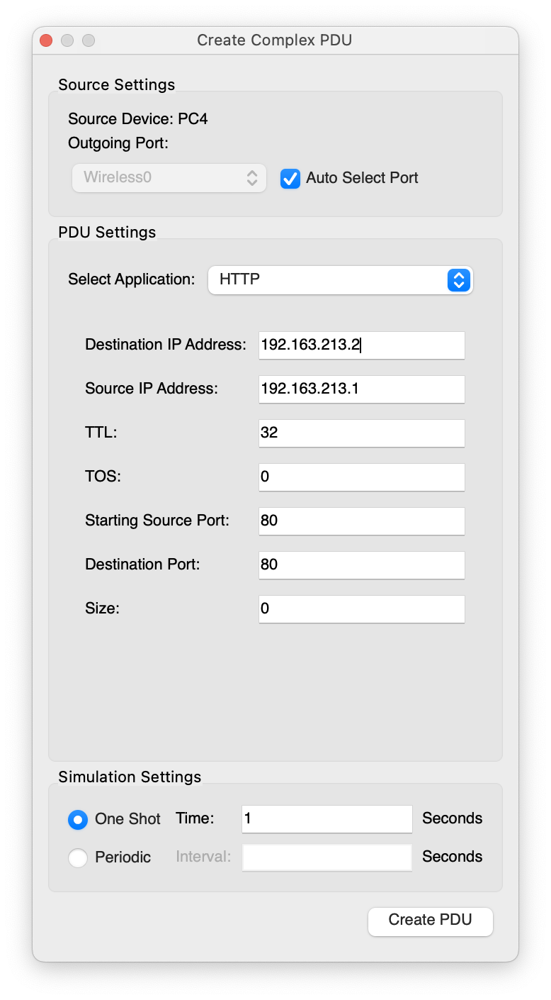 Create Complex PDU
Source Settings
Source Device: PC4
Outgoing Port:
Wireless0 Auto Select Port
PDU Settings
Select Application: HTTP
Destination IP Address: 192.163.213.2
Source IP Address: 192.163.213.1
TTL: 32
TOS: 0
Starting Source Port: 80
Destination Port: 80
Size: 0
Simulation Settings
One Shot Time: 1 Seconds
Periodic Interval: Seconds
Create PDU